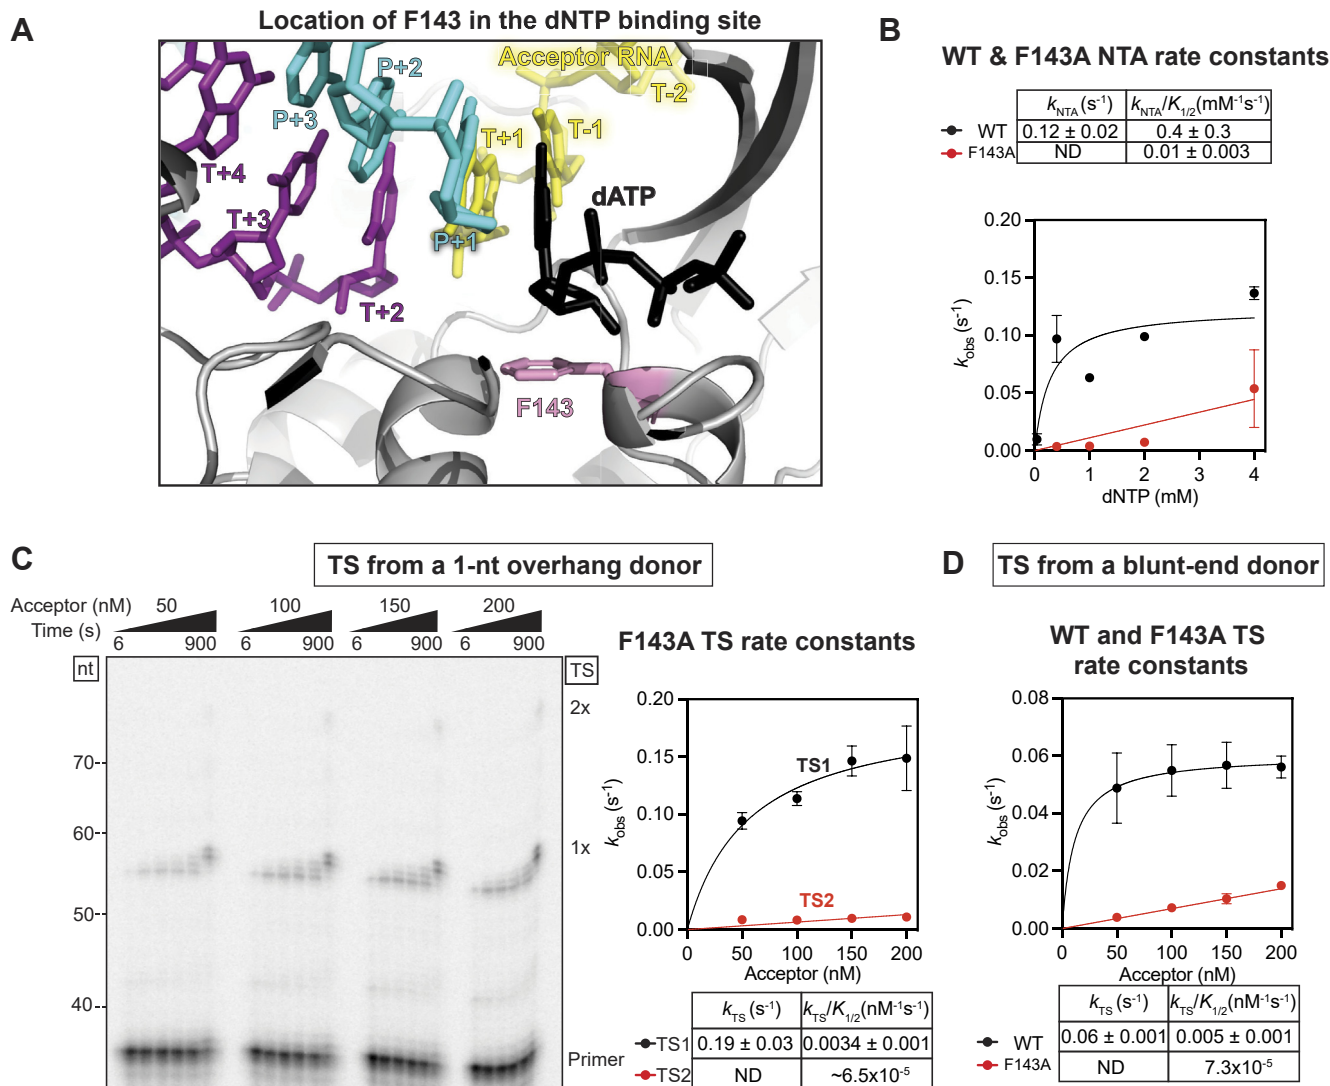 A
Location of F143 in the dNTP binding site
Acceptor RNA
P+2
T-2
P+3
T+1
T-1
T+4
dATP
T+3
P+1
T+2
F143
B
WT & F143A NTA rate constants
kNTA (s-1) kNTA/K1/2(mM-1s-1)
WT 0.12 ± 0.02 0.4 ± 0.3
F143A ND 0.01 ± 0.003
0.20
0.15
0.10
0.05
0.00
kobs (s-1)
0 1 2 3 4
dNTP (mM)
C
TS from a 1-nt overhang donor
Acceptor (nM) 50 100 150 200
Time (s) 6 900 6 900 6 900 6 900
nt
TS
2x
70
60
1x
50
40
Primer
F143A TS rate constants
0.20
0.15
0.10
0.05
0.00
kobs (s-1)
TS1
TS2
0 50 100 150 200
Acceptor (nM)
kTS (s-1) kTS/K1/2(nM-1s-1)
TS1 0.19 ± 0.03 0.0034 ± 0.001
TS2 ND ~6.5x10-5
D
TS from a blunt-end donor
WT and F143A TS
rate constants
0.08
0.06
0.04
0.02
0.00
kobs (s-1)
0 50 100 150 200
Acceptor (nM)
kTS (s-1) kTS/K1/2(nM-1s-1)
WT 0.06 ± 0.001 0.005 ± 0.001
F143A ND 7.3x10-5